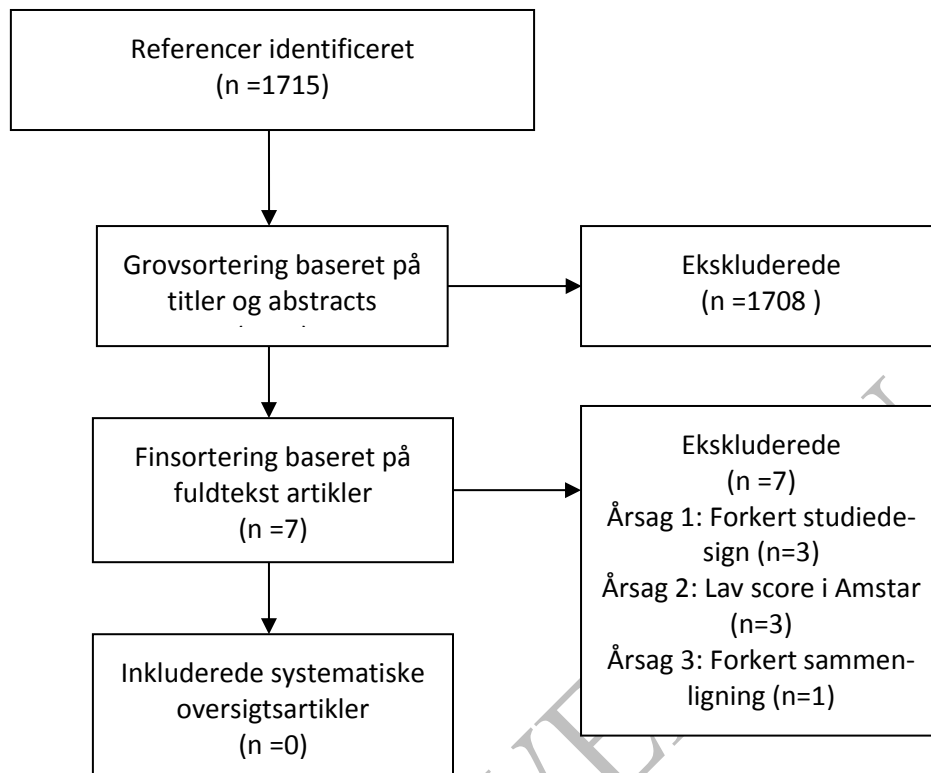 Referencer identificeret
(n =1715)
Grovsortering baseret på
titler og abstracts
Ekskluderede
(n =1708 )
Finsortering baseret på
fuldtekst artikler
(n =7)
Ekskluderede
(n =7)
Årsag 1: Forkert studiede-
sign (n=3)
Årsag 2: Lav score i Amstar
(n=3)
Årsag 3: Forkert sammen-
ligning (n=1)
Inkluderede systematiske
oversigtsartikler
(n =0)